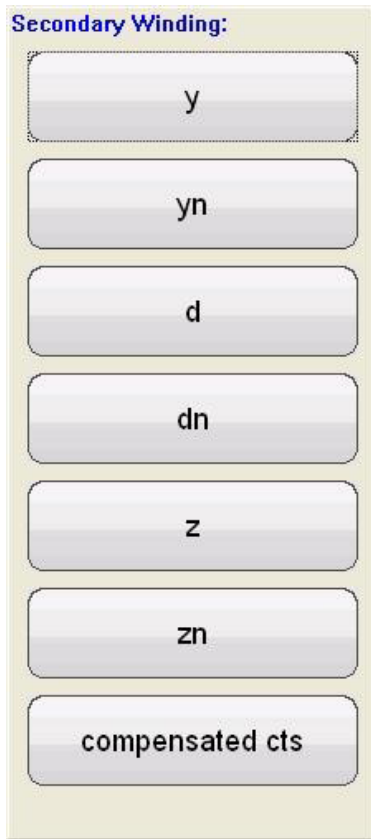 Secondary Winding:
y
yn
d
dn
z
zn
compensated cts